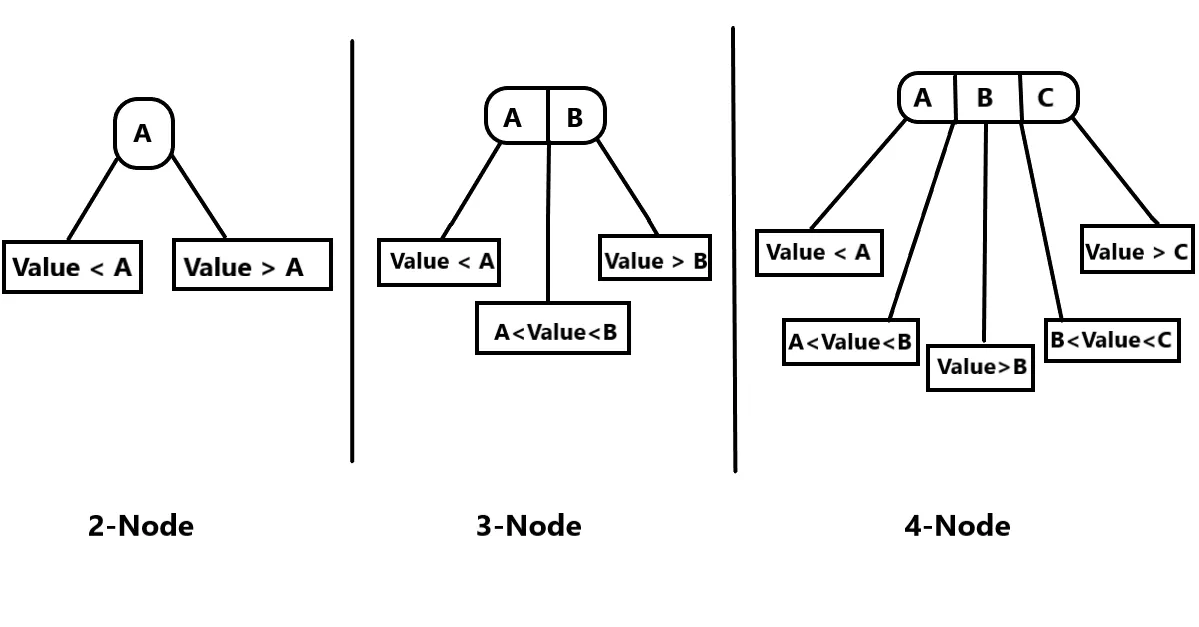 A
Value < A
Value > A
2-Node
A B
Value < A
A<Value<B
Value > B
3-Node
A B C
Value < A
A<Value<B
Value>B
B<Value<C
Value > C
4-Node